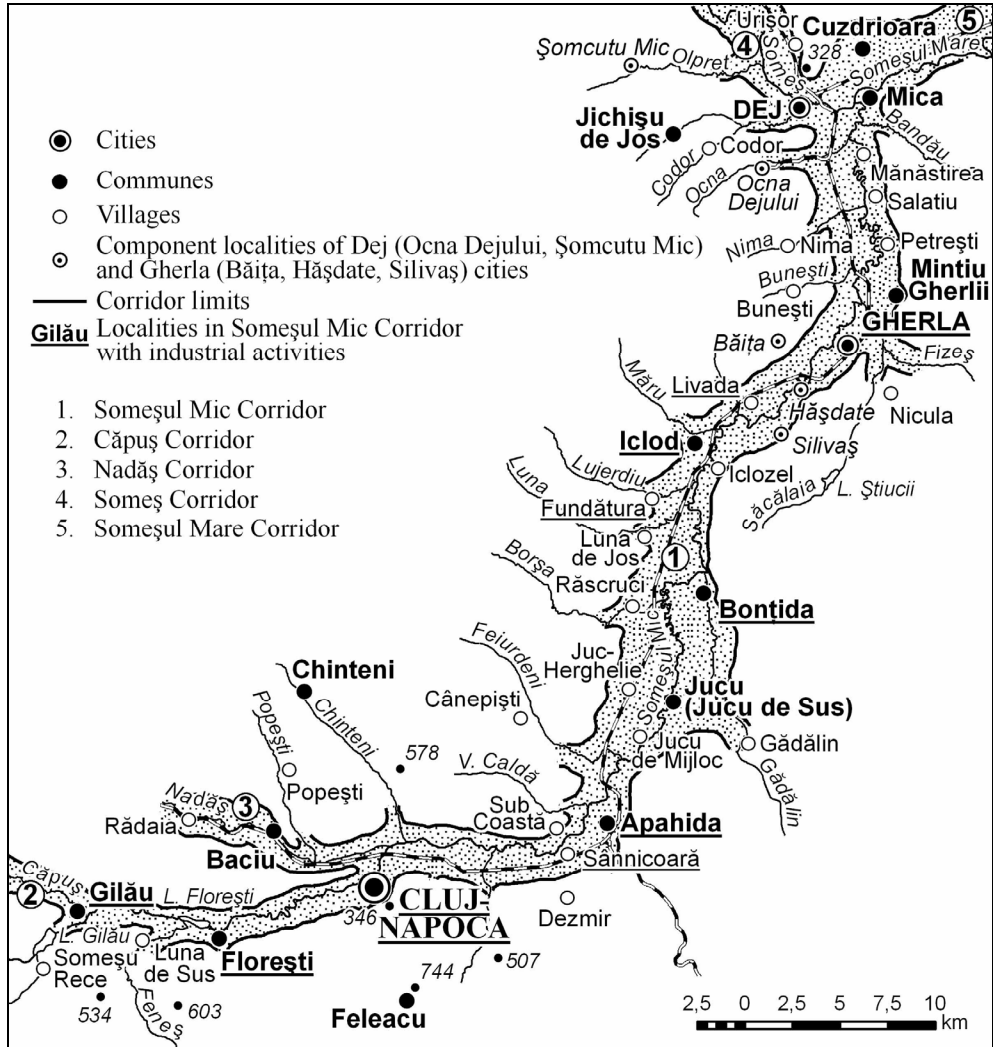 Urişor
Cuzdrioara
5
4
328
Şomcutu Mic
Olpret
Someş
Someşul Mare
DEJ
Mica
Jichişu
de Jos
Bandău
Codor
Codor
Ocna
Ocna
Dejului
Mănăstirea
Salatiu
Nima
Nima
Petreşti
Buneşti
Buneşti
Mintiu
Gherlii
GHERLA
Băiţa
Fizeş
Măru
Livada
Hăşdate
Nicula
Iclod
Silivaş
Lujerdiu
Iclozel
Luna
Săcălaia
L. Ştiucii
Fundătura
Luna
de Jos
1
Borşa
Răscruci
Bonţida
Someşul Mic
Feiurdeni
Juc-
Herghelie
Chinteni
Chinteni
Cânepişti
Jucu
(Jucu de Sus)
Popeşti
Popeşti
578
Jucu
de Mijloc
Gădălin
Gădălin
V. Caldă
Nadăş
3
Sub
Coastă
Rădaia
Baciu
Apahida
Sânnicoară
Căpuş
2
Gilău
L. Floreşti
346
CLUJ-
NAPOCA
Dezmir
L. Gilău
Someşu
Rece
Luna
de Sus
Floreşti
Feneş
534
603
507
744
Feleacu
Cities
Communes
Villages
Component localities of Dej (Ocna Dejului, Şomcutu Mic)
and Gherla (Băiţa, Hăşdate, Silivaş) cities
Corridor limits
Gilău Localities in Someşul Mic Corridor
with industrial activities
1. Someşul Mic Corridor
2. Căpuş Corridor
3. Nadăş Corridor
4. Someş Corridor
5. Someşul Mare Corridor
2,5 0 2,5 5 7,5 10
km